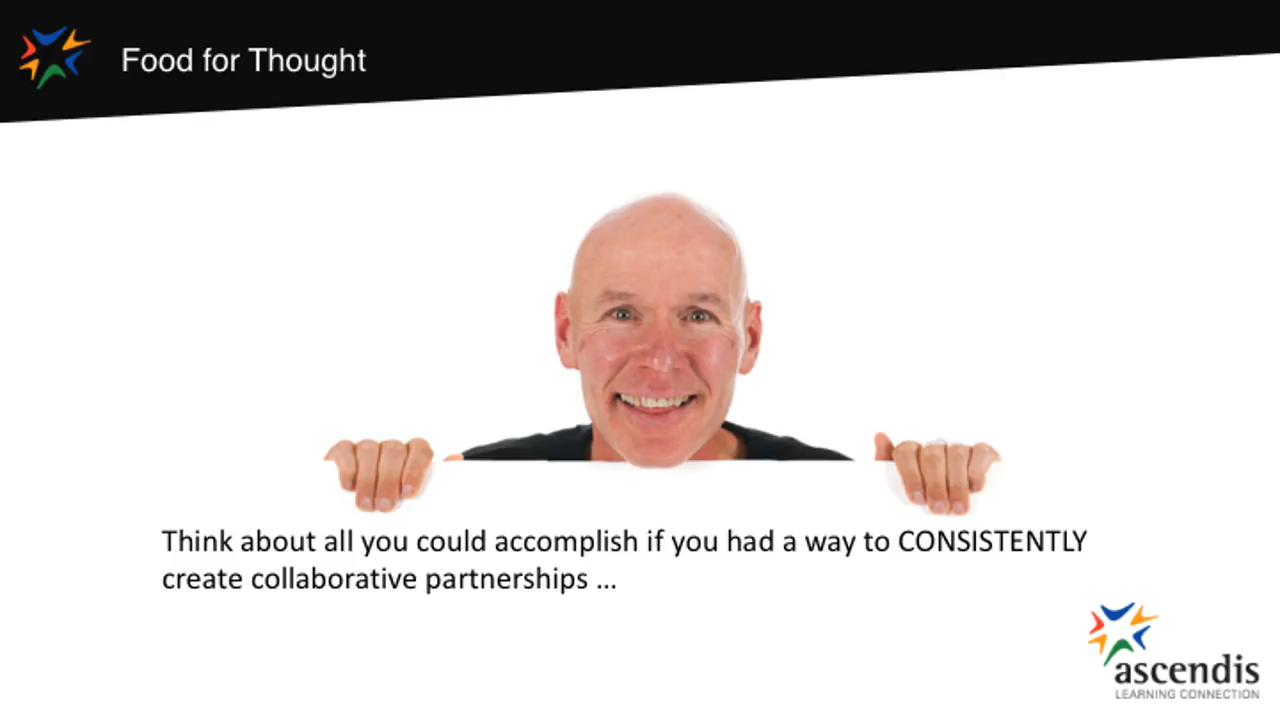 Food for Thought
Think about all you could accomplish if you had a way to CONSISTENTLY
create collaborative partnerships ...
ascendis
LEARNING CONNECTION